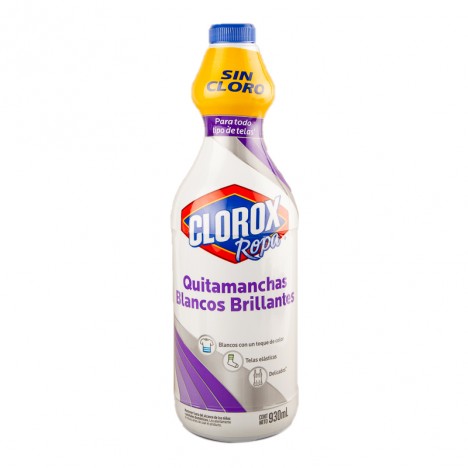 SIN
CLORO
Para todo
tipo de telas*
CLOROX
Ropa
Quitamanchas
Blancos Brillantes
Blancos con un toque de color
Telas elásticas
Delicados*
CONT.
NETO 930mL